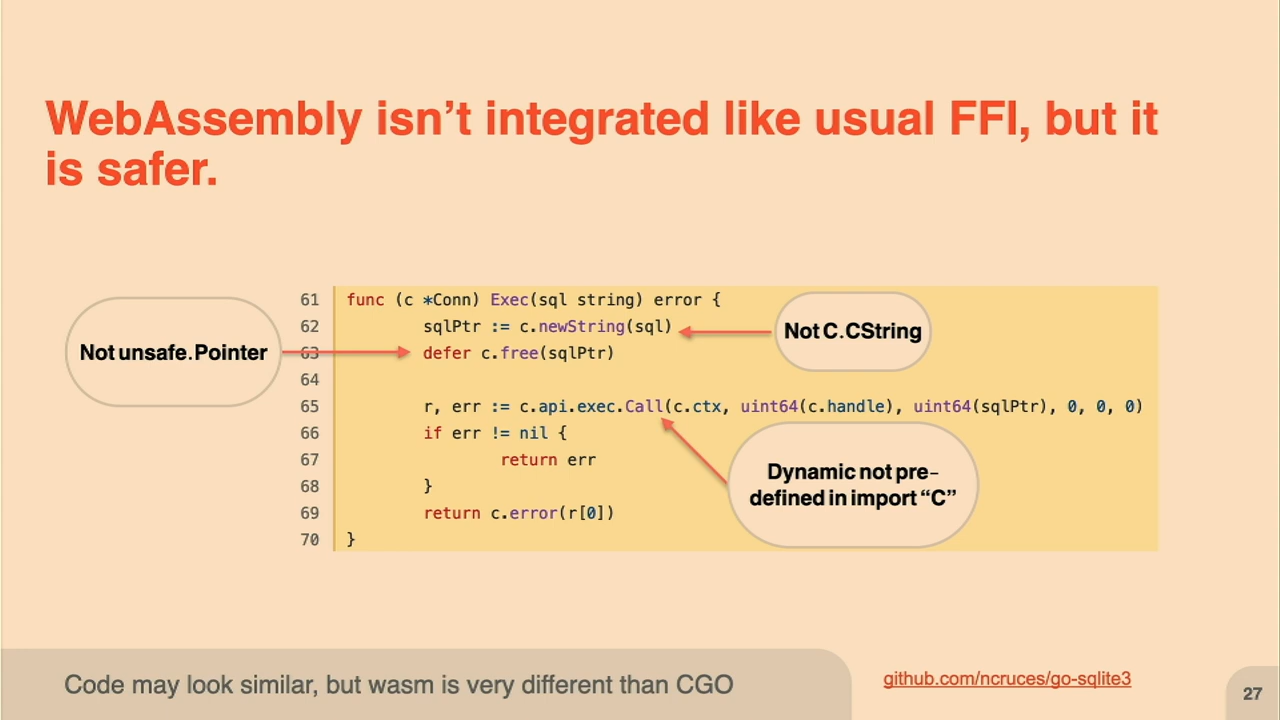 WebAssembly isn’t integrated like usual FFI, but it
is safer.
Not unsafe.Pointer
61 func (c *Conn) Exec(sql string) error {
62 sqlPtr := c.newString(sql)
Not C.CString
63 defer c.free(sqlPtr)
64
65 r, err := c.api.exec.Call(c.ctx, uint64(c.handle), uint64(sqlPtr), 0, 0, 0)
66 if err != nil {
67 return err
68 }
69 return c.error(r[0])
70 }
Dynamic not pre-
defined in import “C”
Code may look similar, but wasm is very different than CGO
github.com/ncruces/go-sqlite3
27